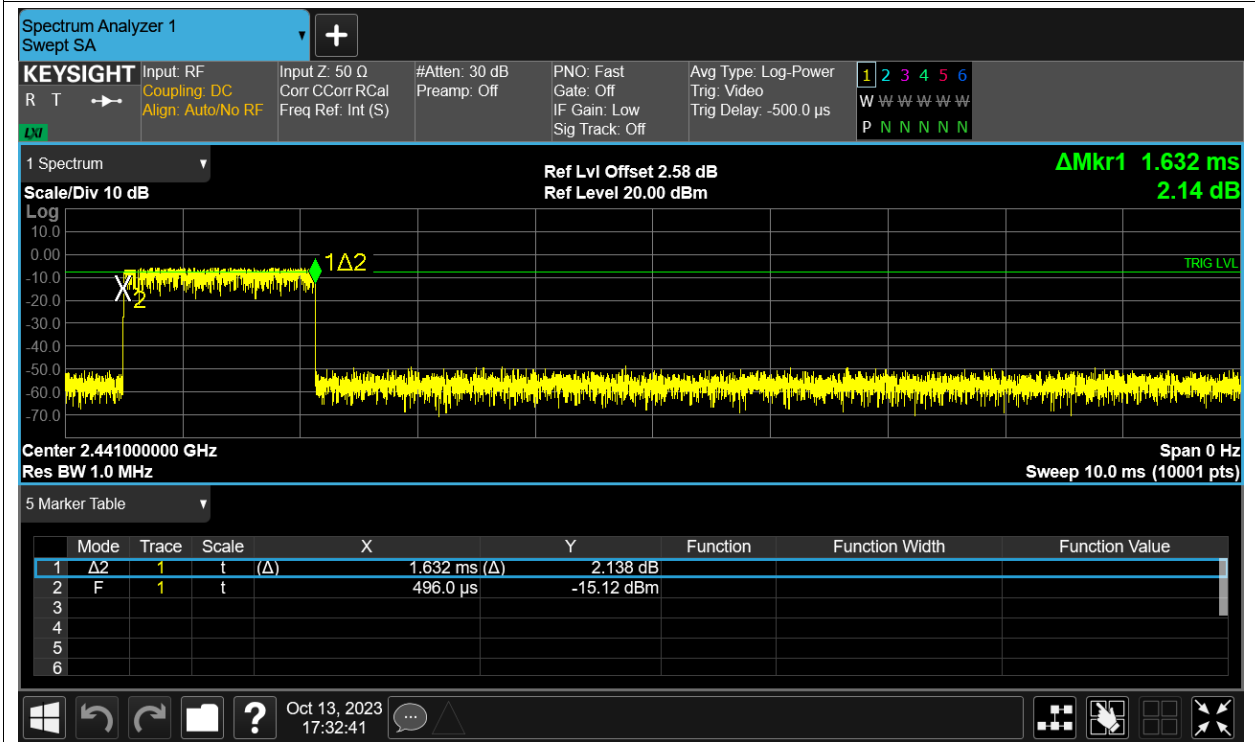 Spectrum Analyzer 1
Swept SA
KEYSIGHT Input: RF Input Z: 50 Ω #Atten: 30 dB PNO: Fast Avg Type: Log-Power 1 2 3 4 5 6
R T Coupling: DC Corr CCorr RCal Preamp: Off Gate: Off Trig: Video W W W W W W
Align: Auto/No RF Freq Ref: Int (S) IF Gain: Low Trig Delay: -500.0 µs
LXI Sig Track: Off P N N N N N
1 Spectrum Ref Lvl Offset 2.58 dB ΔMkr1 1.632 ms
Scale/Div 10 dB Ref Level 20.00 dBm 2.14 dB
Log
10.0
0.00 1Δ2 TRIG LVL
-10.0
-20.0 2
-30.0
-40.0
-50.0
-60.0
-70.0
Center 2.441000000 GHz Span 0 Hz
Res BW 1.0 MHz Sweep 10.0 ms (10001 pts)
5 Marker Table
Mode Trace Scale X Y Function Function Width Function Value
1 Δ2 1 t (Δ) 1.632 ms (Δ) 2.138 dB
2 F 1 t 496.0 µs -15.12 dBm
3
4
5
6
? Oct 13, 2023
17:32:41